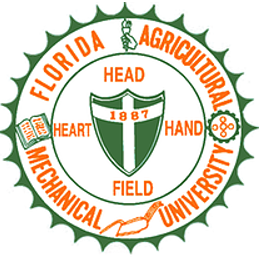 FLORIDA AGRICULTURAL
MECHANICAL UNIVERSITY
HEAD
1887
HEART HAND
FIELD